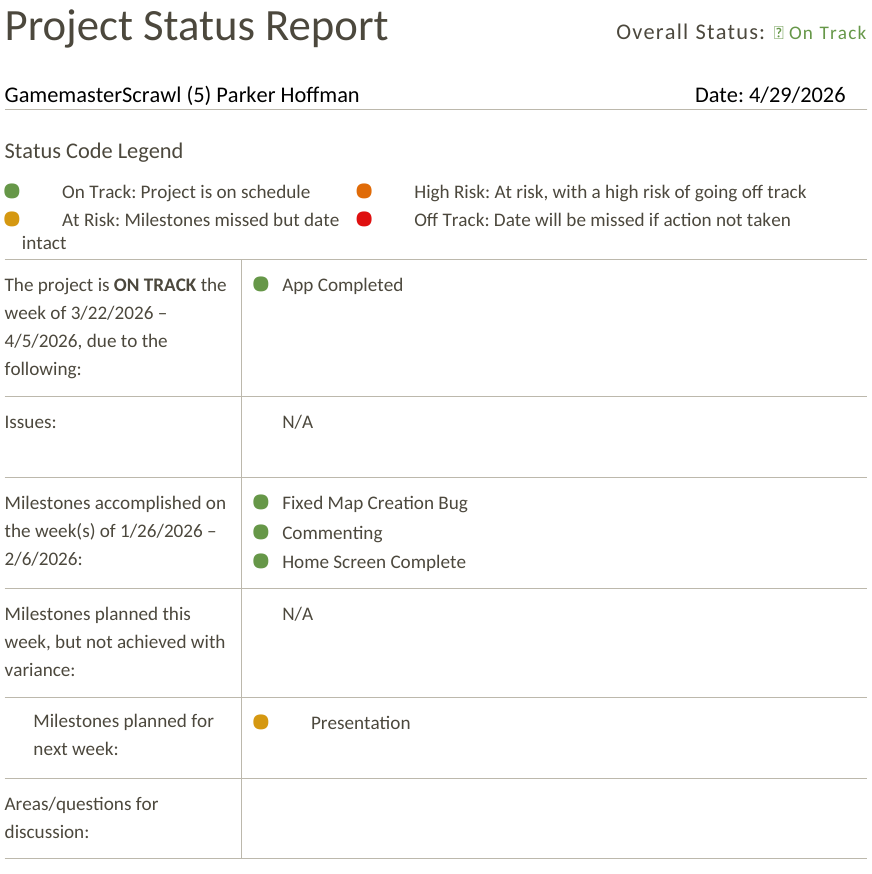 Project Status Report
Overall Status: On Track
GamemasterScrawl (5) Parker Hoffman
Date: 4/29/2026
Status Code Legend
On Track: Project is on schedule
High Risk: At risk, with a high risk of going off track
At Risk: Milestones missed but date
intact
Off Track: Date will be missed if action not taken
The project is ON TRACK the
week of 3/22/2026 –
4/5/2026, due to the
following:
App Completed
Issues:
N/A
Milestones accomplished on
the week(s) of 1/26/2026 –
2/6/2026:
Fixed Map Creation Bug
Commenting
Home Screen Complete
Milestones planned this
week, but not achieved with
variance:
N/A
Milestones planned for
next week:
Presentation
Areas/questions for
discussion: